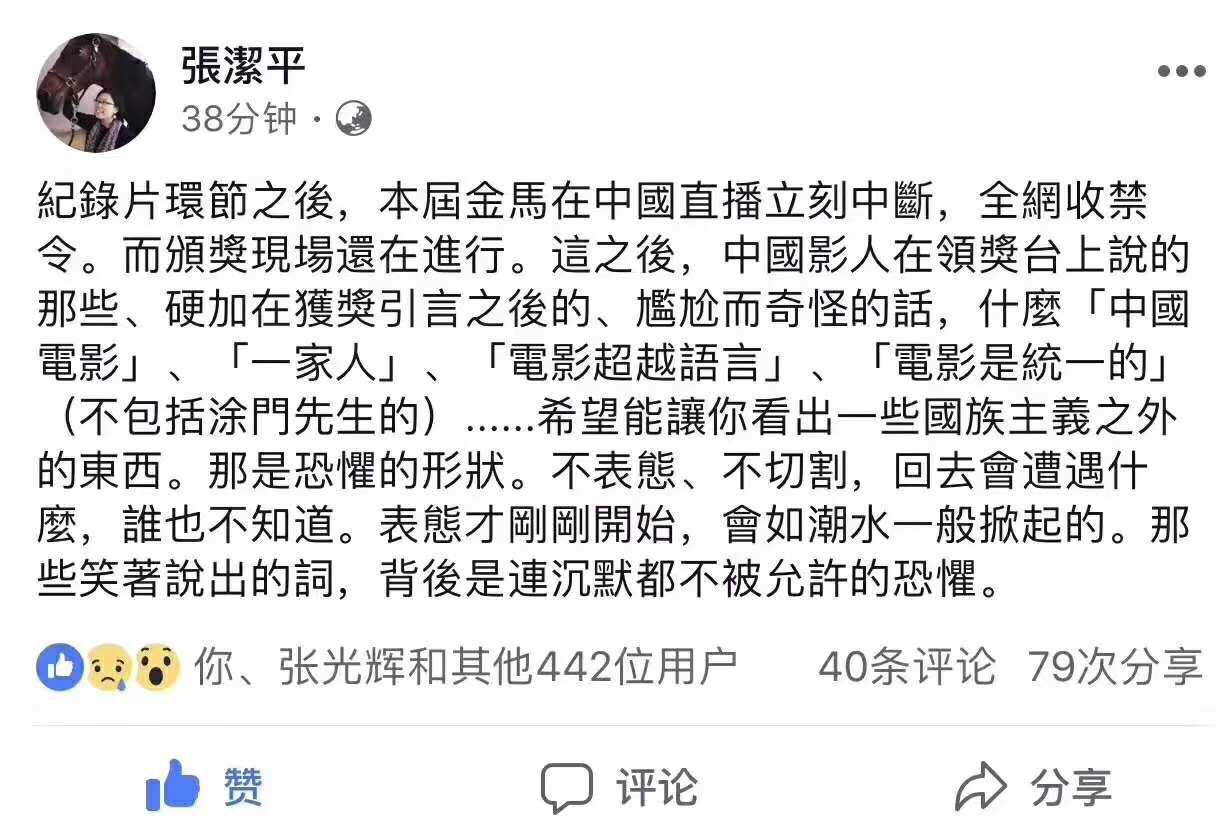 張潔平
38分钟 ·
紀錄片環節之後，本屆金馬在中國直播立刻中斷，全網收禁
令。而頒獎現場還在進行。這之後，中國影人在領獎台上說的
那些、硬加在獲獎引言之後的、尷尬而奇怪的話，什麼「中國
電影」、「一家人」、「電影超越語言」、「電影是統一的」
（不包括涂門先生的）......希望能讓你看出一些國族主義之外
的東西。那是恐懼的形狀。不表態、不切割，回去會遭遇什
麼，誰也不知道。表態才剛剛開始，會如潮水一般掀起的。那
些笑著說出的詞，背後是連沉默都不被允許的恐懼。
你、张光辉和其他442位用户 40条评论 79次分享
赞 评论 分享